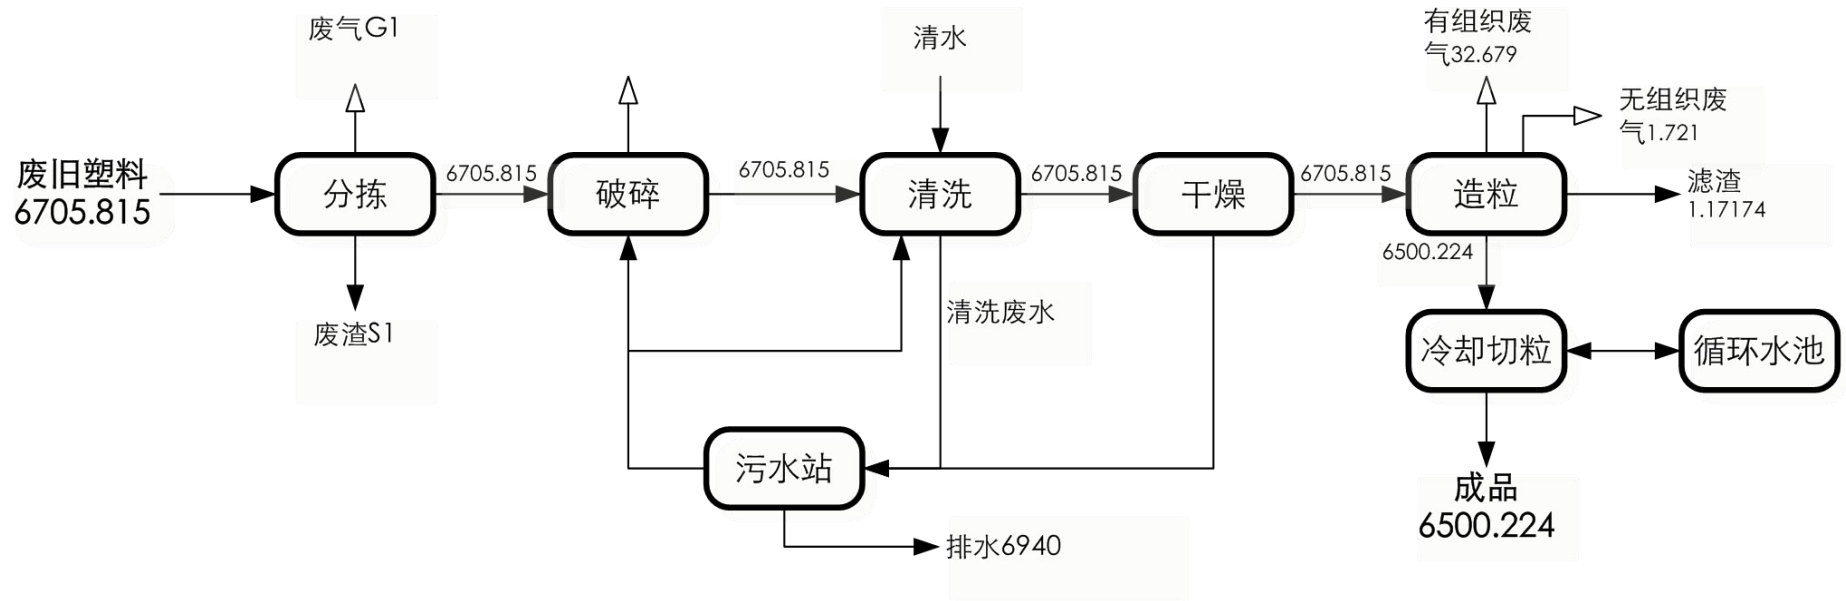 废气G1
清水
有组织废
气32.679
无组织废
气1.721
废旧塑料
6705.815
分拣
6705.815
破碎
6705.815
清洗
6705.815
干燥
6705.815
造粒
滤渣
1.17174
6500.224
废渣S1
清洗废水
冷却切粒
循环水池
污水站
成品
6500.224
排水6940